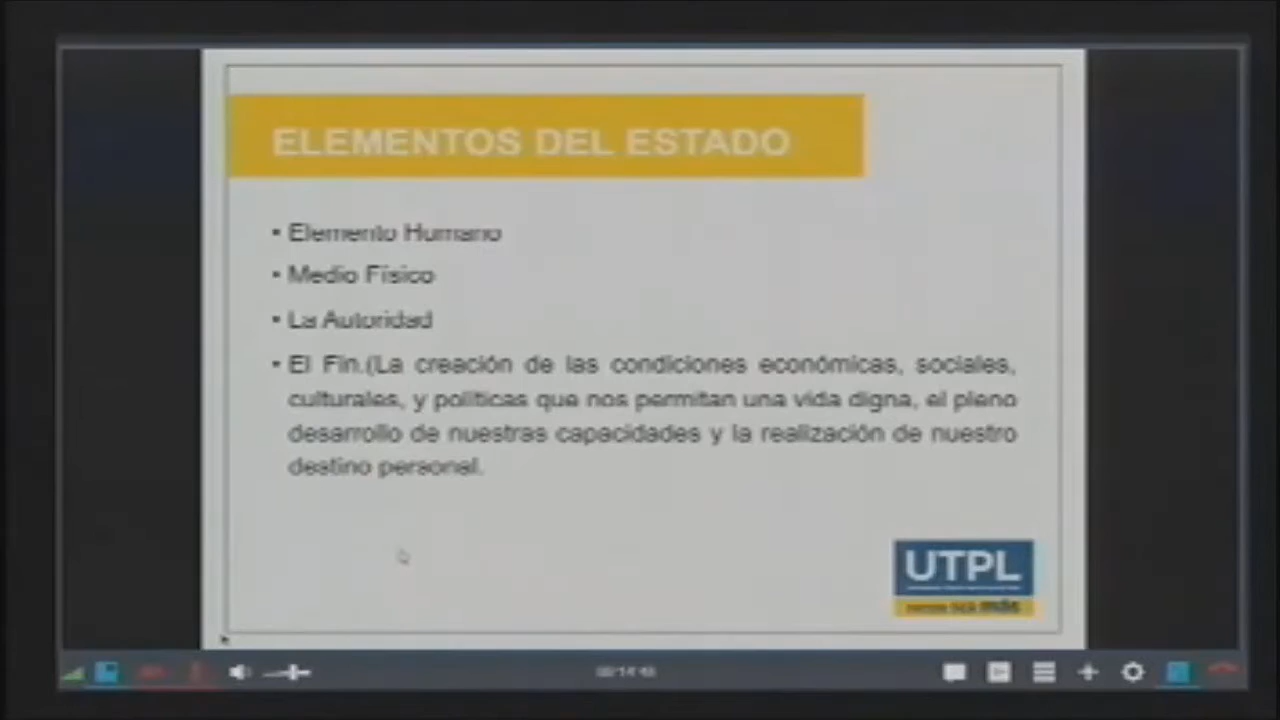 ELEMENTOS DEL ESTADO
• Elemento Humano
• Medio Físico
• La Autoridad
• El Fin.(La creación de las condiciones económicas, sociales,
culturales, y políticas que nos permitan una vida digna, el pleno
desarrollo de nuestras capacidades y la realización de nuestro
destino personal.
UTPL
más